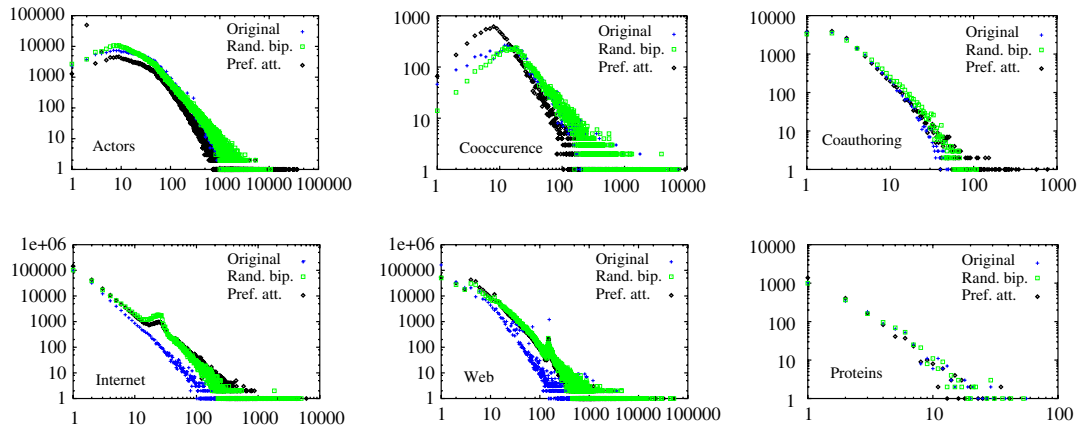 100000
10000
1000
100
10
1
1 10 100 1000 10000 100000
Original
Rand. bip.
Pref. att.
Actors
1000
100
10
1
1 10 100 1000 10000
Original
Rand. bip.
Pref. att.
Cooccurence
10000
1000
100
10
1
1 10 100 1000
Original
Rand. bip.
Pref. att.
Coauthoring
1e+06
100000
10000
1000
100
10
1
1 10 100 1000 10000
Original
Rand. bip.
Pref. att.
Internet
1e+06
100000
10000
1000
100
10
1
1 10 100 1000 10000 100000
Original
Rand. bip.
Pref. att.
Web
10000
1000
100
10
1
1 10 100
Original
Rand. bip.
Pref. att.
Proteins